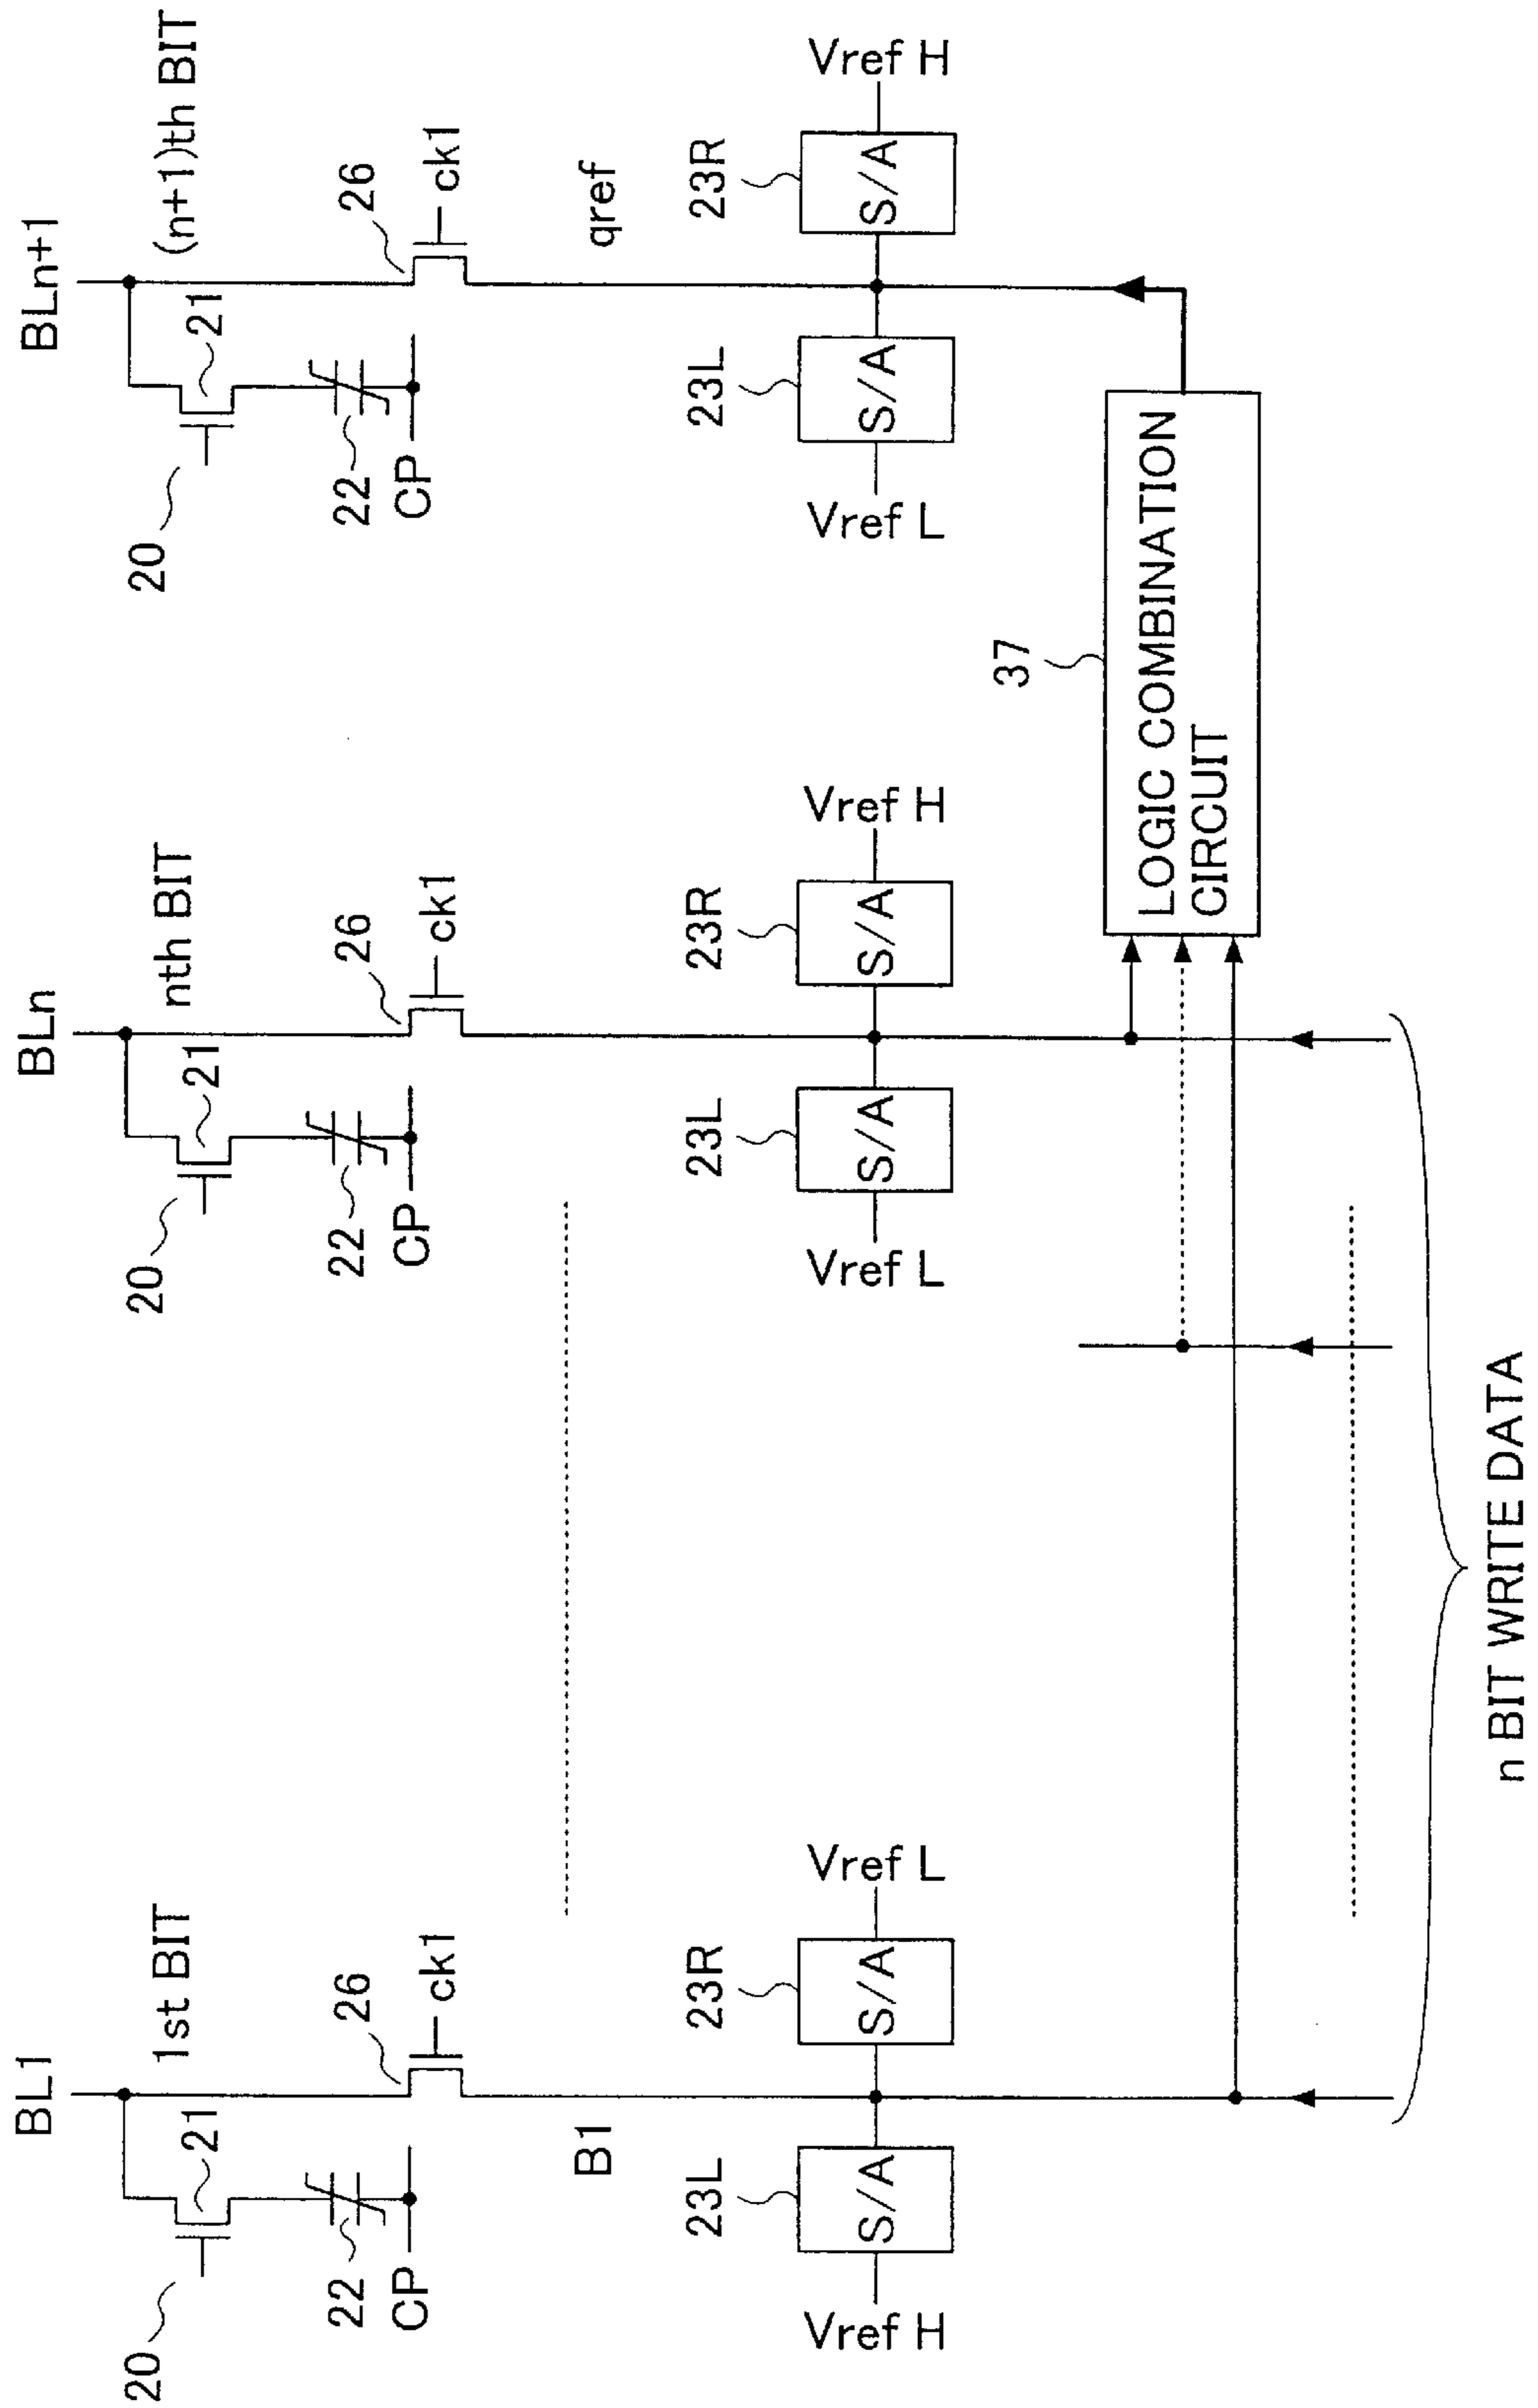 BL1
1st BIT
20
21
22
CP
26
ck1
B1
23L
23R
Vref H
S/A
S/A
Vref L
BLn
nth BIT
20
21
22
CP
26
ck1
23L
23R
Vref L
S/A
S/A
Vref H
BLn+1
(n+1)th BIT
20
21
22
CP
26
ck1
qref
23L
23R
Vref L
S/A
S/A
Vref H
37
LOGIC COMBINATION
CIRCUIT
n BIT WRITE DATA